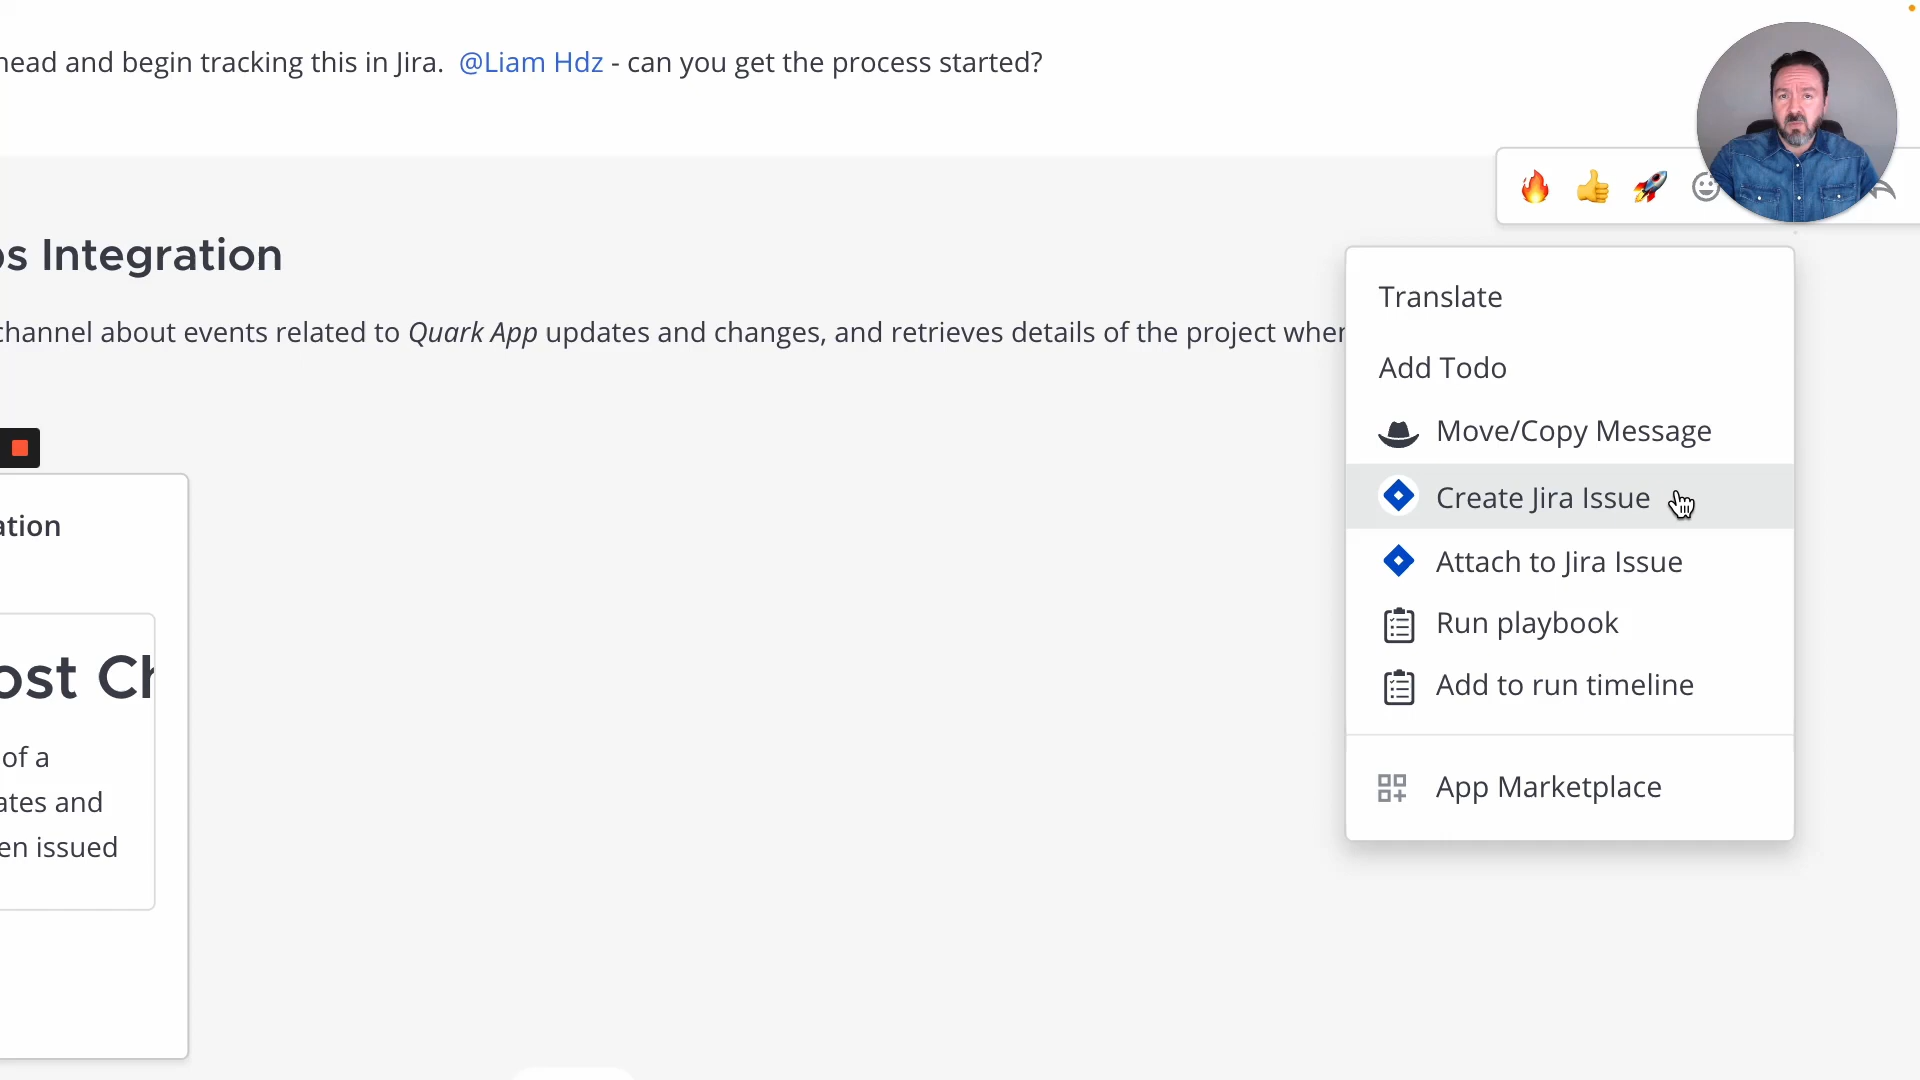 head and begin tracking this in Jira. @Liam Hdz - can you get the process started?
os Integration
channel about events related to Quark App updates and changes, and retrieves details of the project when
Translate
Add Todo
Move/Copy Message
Create Jira Issue
Attach to Jira Issue
Run playbook
Add to run timeline
App Marketplace
ation
ost Ch
of a
ates and
en issued